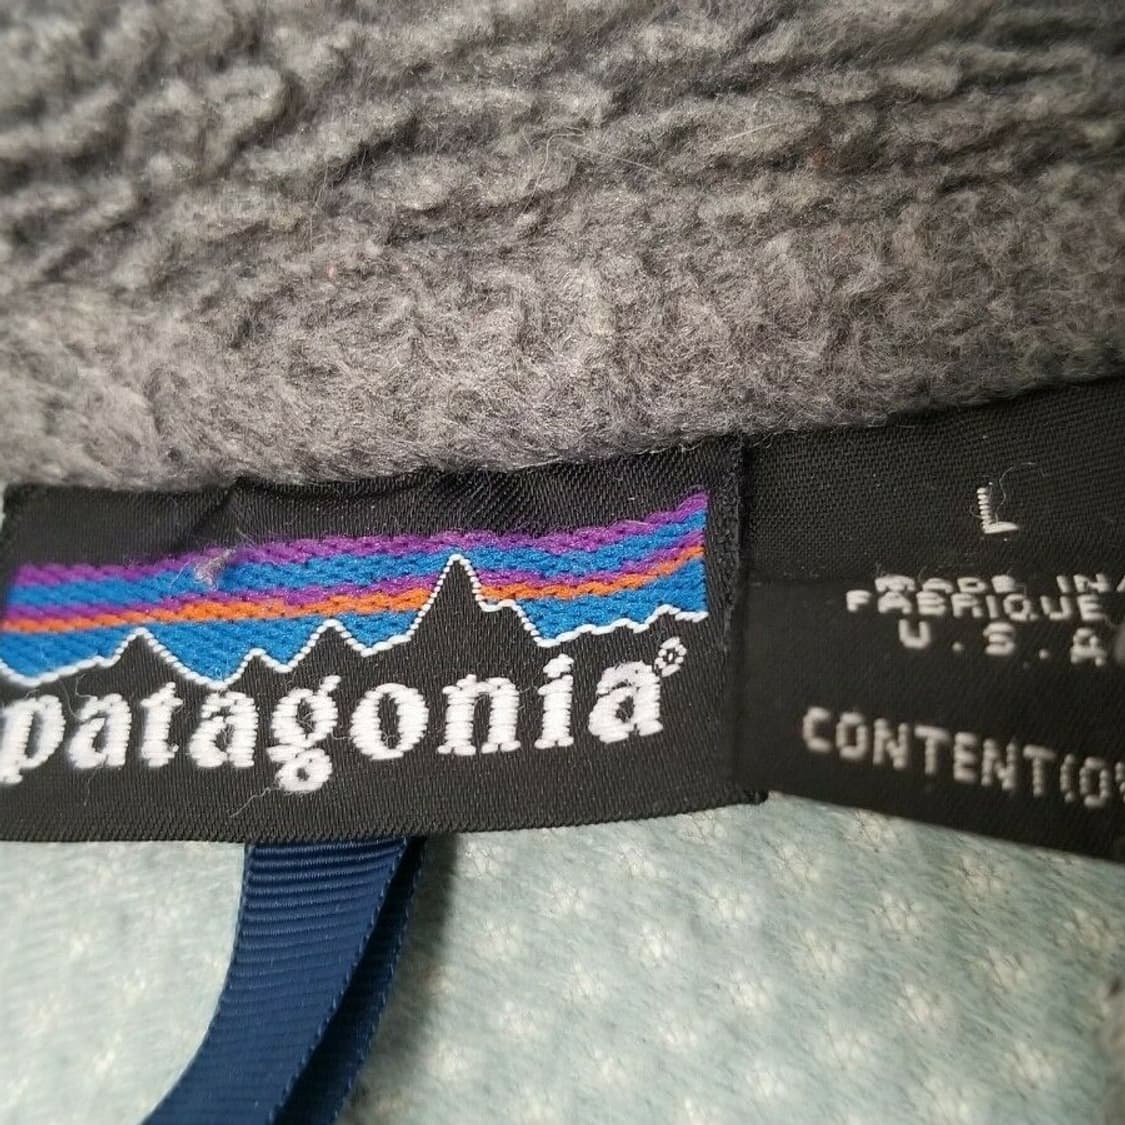 patagonia®
L
MADE IN/
FABRIQUE
U.S.A
CONTENT